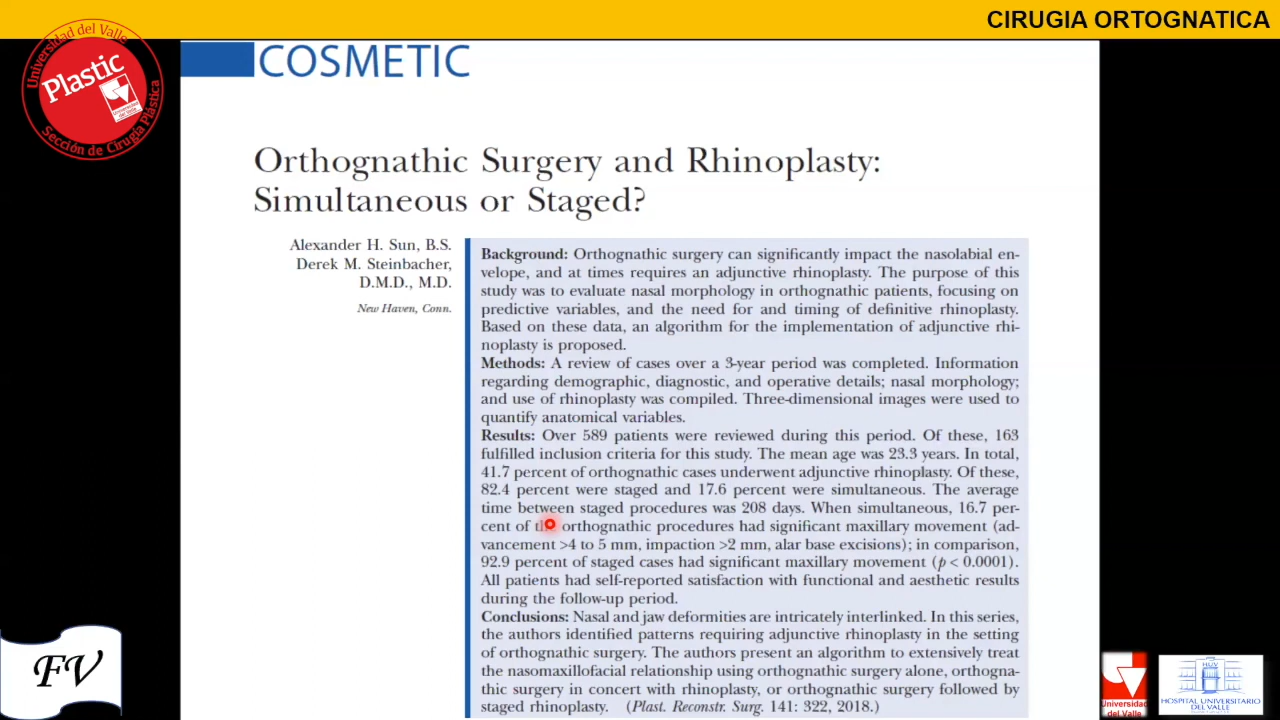 CIRUGIA ORTOGNATICA
Universidad del Valle
Plastic
Sección de Cirugía Plástica
COSMETIC
Orthognathic Surgery and Rhinoplasty:
Simultaneous or Staged?
Alexander H. Sun, B.S.
Derek M. Steinbacher,
D.M.D., M.D.
New Haven, Conn.
Background: Orthognathic surgery can significantly impact the nasolabial en-
velope, and at times requires an adjunctive rhinoplasty. The purpose of this
study was to evaluate nasal morphology in orthognathic patients, focusing on
predictive variables, and the need for and timing of definitive rhinoplasty.
Based on these data, an algorithm for the implementation of adjunctive rhi-
noplasty is proposed.
Methods: A review of cases over a 3-year period was completed. Information
regarding demographic, diagnostic, and operative details; nasal morphology;
and use of rhinoplasty was compiled. Three-dimensional images were used to
quantify anatomical variables.
Results: Over 589 patients were reviewed during this period. Of these, 163
fulfilled inclusion criteria for this study. The mean age was 23.3 years. In total,
41.7 percent of orthognathic cases underwent adjunctive rhinoplasty. Of these,
82.4 percent were staged and 17.6 percent were simultaneous. The average
time between staged procedures was 208 days. When simultaneous, 16.7 per-
cent of orthognathic procedures had significant maxillary movement (ad-
vancement >4 to 5 mm, impaction >2 mm, alar base excisions); in comparison,
92.9 percent of staged cases had significant maxillary movement (p < 0.0001).
All patients had self-reported satisfaction with functional and aesthetic results
during the follow-up period.
Conclusions: Nasal and jaw deformities are intricately interlinked. In this series,
the authors identified patterns requiring adjunctive rhinoplasty in the setting
of orthognathic surgery. The authors present an algorithm to extensively treat
the nasomaxillofacial relationship using orthognathic surgery alone, orthogna-
thic surgery in concert with rhinoplasty, or orthognathic surgery followed by
staged rhinoplasty. (Plast. Reconstr. Surg. 141: 322, 2018.)
FV
Universidad
del Valle
HUV
HOSPITAL UNIVERSITARIO
DEL VALLE